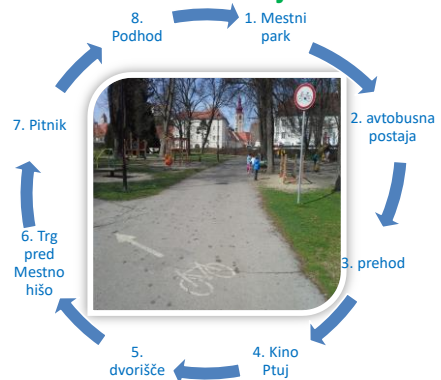 1. Mestni
park
2. avtobusna
postaja
3. prehod
4. Kino
Ptuj
5.
dvorišče
6. Trg
pred
Mestno
hišo
7. Pitnik
8.
Podhod